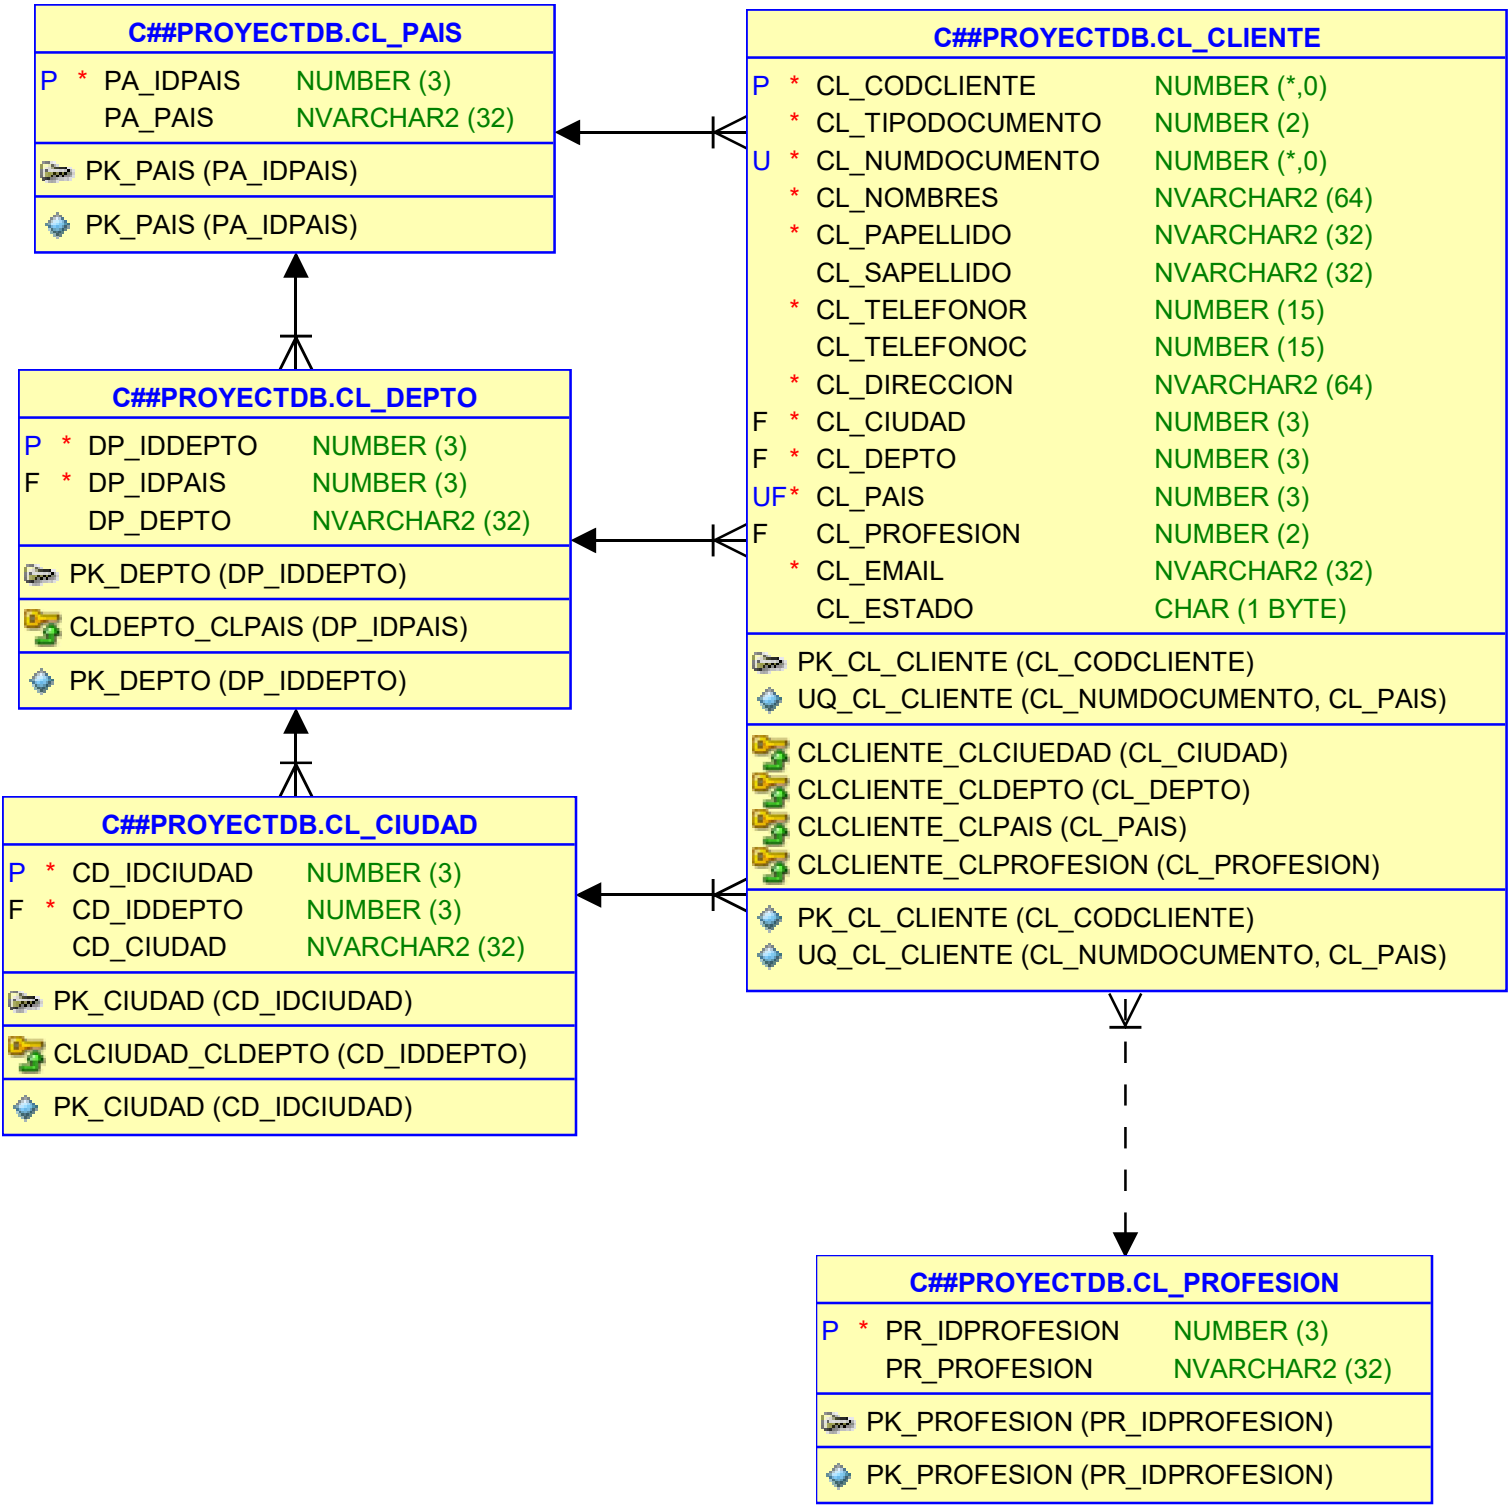 C##PROYECTDB.CL_PAIS
P * PA_IDPAIS NUMBER (3)
PA_PAIS NVARCHAR2 (32)
PK_PAIS (PA_IDPAIS)
PK_PAIS (PA_IDPAIS)
C##PROYECTDB.CL_DEPTO
P * DP_IDDEPTO NUMBER (3)
F * DP_IDPAIS NUMBER (3)
DP_DEPTO NVARCHAR2 (32)
PK_DEPTO (DP_IDDEPTO)
CLDEPTO_CLPAIS (DP_IDPAIS)
PK_DEPTO (DP_IDDEPTO)
C##PROYECTDB.CL_CIUDAD
P * CD_IDCIUDAD NUMBER (3)
F * CD_IDDEPTO NUMBER (3)
CD_CIUDAD NVARCHAR2 (32)
PK_CIUDAD (CD_IDCIUDAD)
CLCIUDAD_CLDEPTO (CD_IDDEPTO)
PK_CIUDAD (CD_IDCIUDAD)
C##PROYECTDB.CL_CLIENTE
P * CL_CODCLIENTE NUMBER (*,0)
* CL_TIPODOCUMENTO NUMBER (2)
U * CL_NUMDOCUMENTO NUMBER (*,0)
* CL_NOMBRES NVARCHAR2 (64)
* CL_PAPELLIDO NVARCHAR2 (32)
CL_SAPELLIDO NVARCHAR2 (32)
* CL_TELEFONOR NUMBER (15)
CL_TELEFONOC NUMBER (15)
* CL_DIRECCION NVARCHAR2 (64)
F * CL_CIUDAD NUMBER (3)
F * CL_DEPTO NUMBER (3)
UF* CL_PAIS NUMBER (3)
F CL_PROFESION NUMBER (2)
* CL_EMAIL NVARCHAR2 (32)
CL_ESTADO CHAR (1 BYTE)
PK_CL_CLIENTE (CL_CODCLIENTE)
UQ_CL_CLIENTE (CL_NUMDOCUMENTO, CL_PAIS)
CLCLIENTE_CLCIUEDAD (CL_CIUDAD)
CLCLIENTE_CLDEPTO (CL_DEPTO)
CLCLIENTE_CLPAIS (CL_PAIS)
CLCLIENTE_CLPROFESION (CL_PROFESION)
PK_CL_CLIENTE (CL_CODCLIENTE)
UQ_CL_CLIENTE (CL_NUMDOCUMENTO, CL_PAIS)
C##PROYECTDB.CL_PROFESION
P * PR_IDPROFESION NUMBER (3)
PR_PROFESION NVARCHAR2 (32)
PK_PROFESION (PR_IDPROFESION)
PK_PROFESION (PR_IDPROFESION)